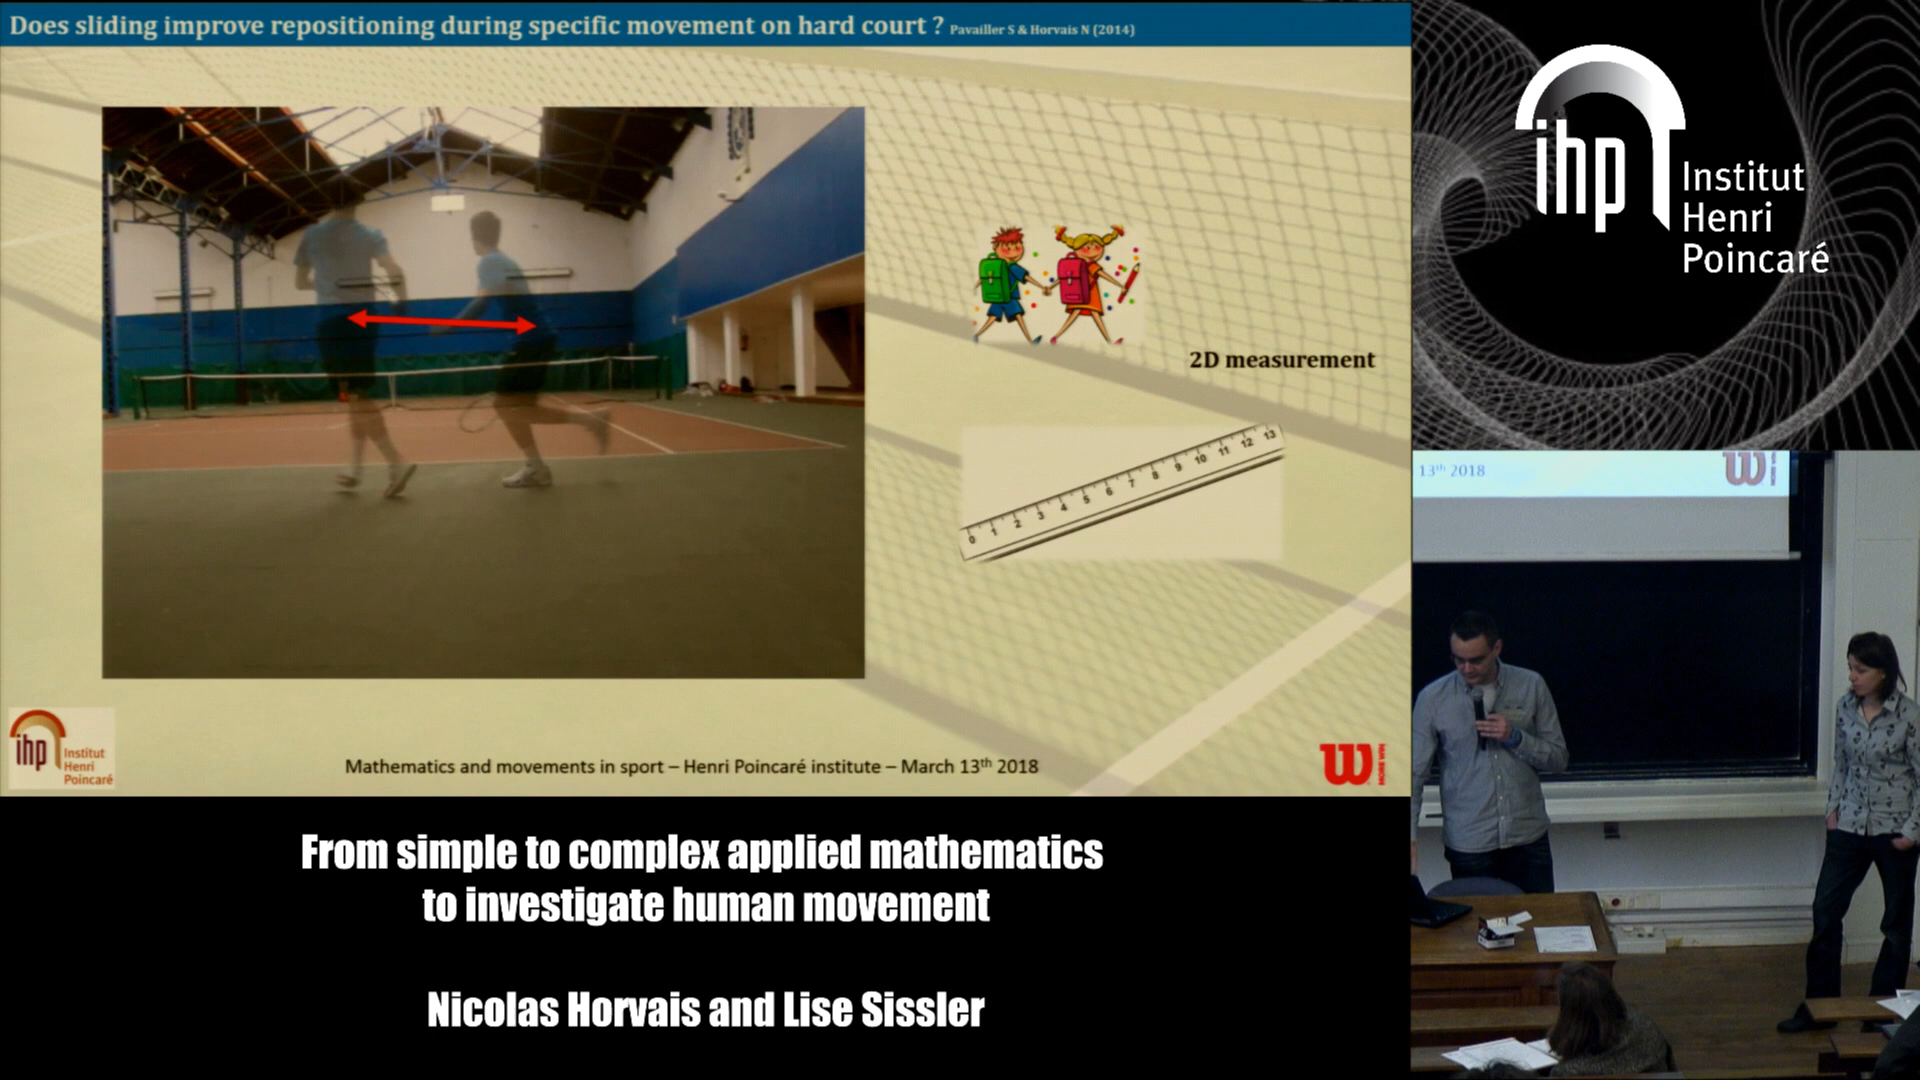 Does sliding improve repositioning during specific movement on hard court ? Pavailler S & Horvais N (2014)
2D measurement
0 1 2 3 4 5 6 7 8 9 10 11 12 13
ihp Institut
Henri
Poincaré
Mathematics and movements in sport – Henri Poincaré institute – March 13th 2018
W
From simple to complex applied mathematics
to investigate human movement
Nicolas Horvais and Lise Sissler
ihp Institut
Henri
Poincaré
13th 2018
W